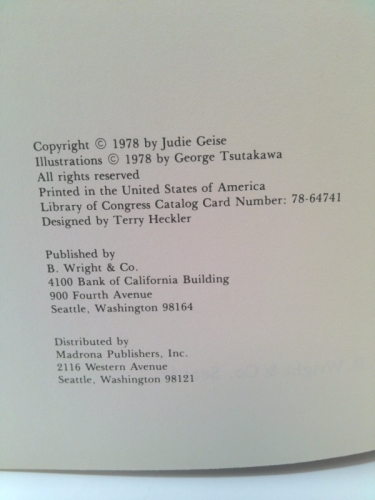 Copyright © 1978 by Judie Geise
Illustrations © 1978 by George Tsutakawa
All rights reserved
Printed in the United States of America
Library of Congress Catalog Card Number: 78-64741
Designed by Terry Heckler
Published by
B. Wright & Co.
4100 Bank of California Building
900 Fourth Avenue
Seattle, Washington 98164
Distributed by
Madrona Publishers, Inc.
2116 Western Avenue
Seattle, Washington 98121